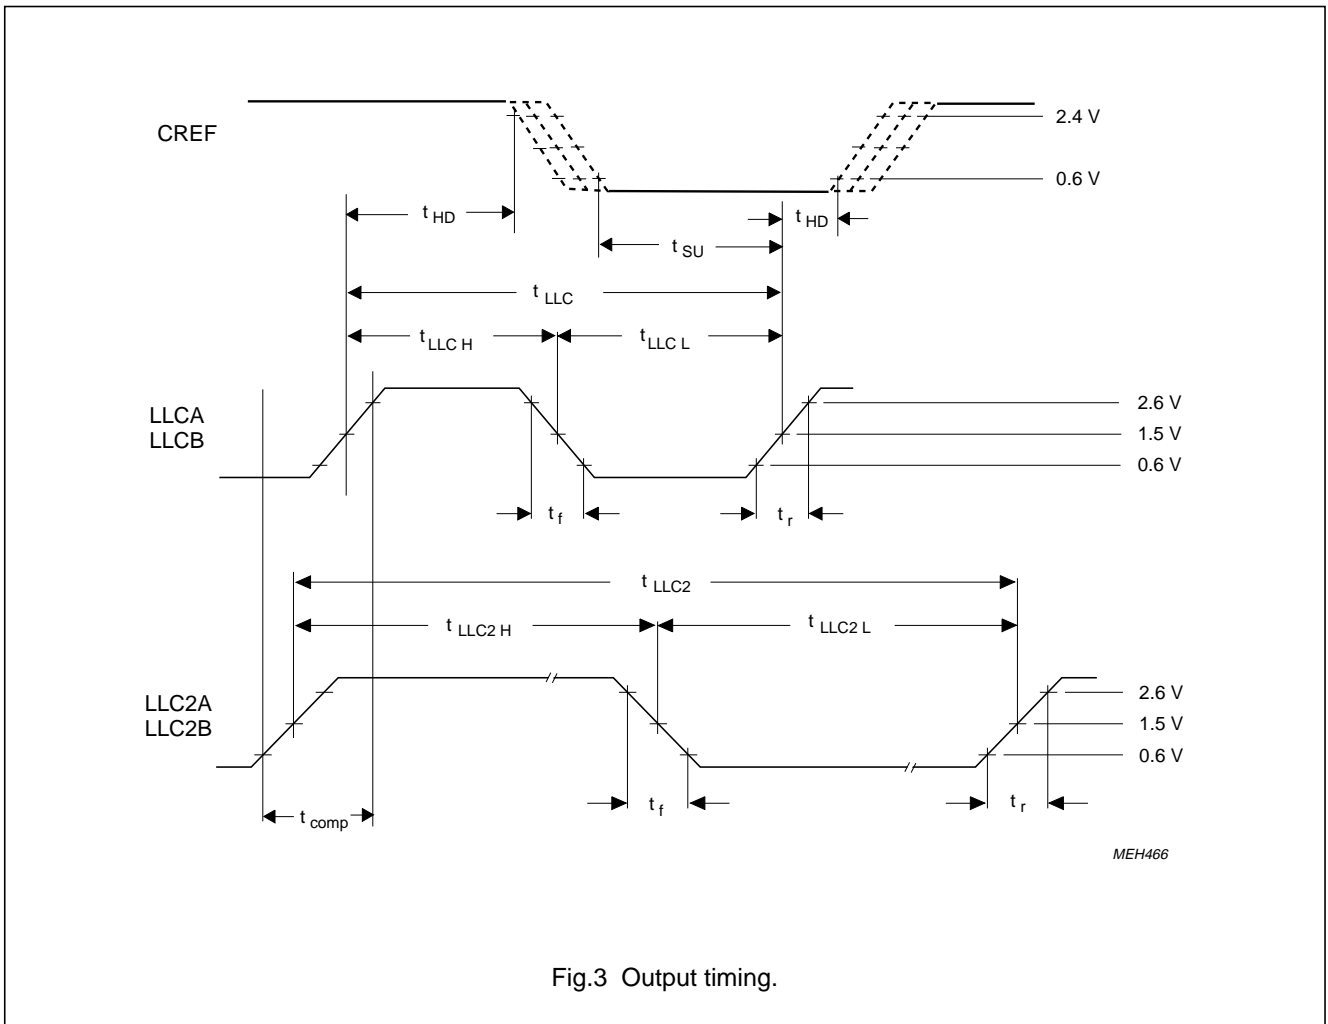 CREF
2.4 V
0.6 V
t HD
t HD
t SU
t LLC
t LLC H
t LLC L
LLCA
LLCB
2.6 V
1.5 V
0.6 V
t f
t r
t LLC2
t LLC2 H
t LLC2 L
LLC2A
LLC2B
2.6 V
1.5 V
0.6 V
t comp
t f
t r
MEH466
Fig.3 Output timing.